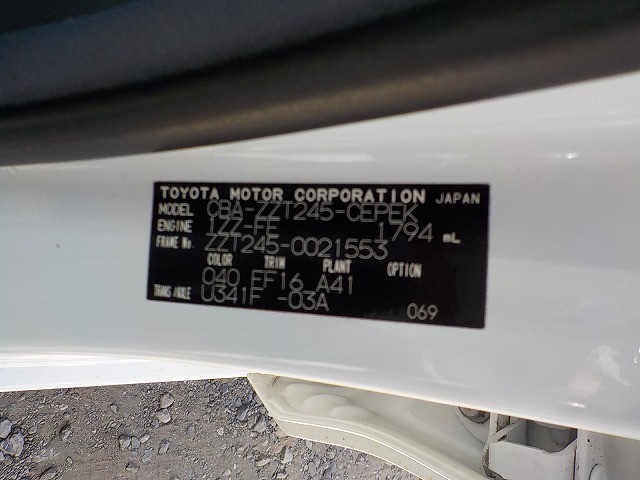 TOYOTA MOTOR CORPORATION JAPAN
MODEL CBA-ZZT245-CEPEK
ENGINE 1ZZ-FE 1794 mL
FRAME No. ZZT245-0021553
COLOR TRIM PLANT OPTION
040 EF16 A41
TRANS/AXLE U341F -03A
069